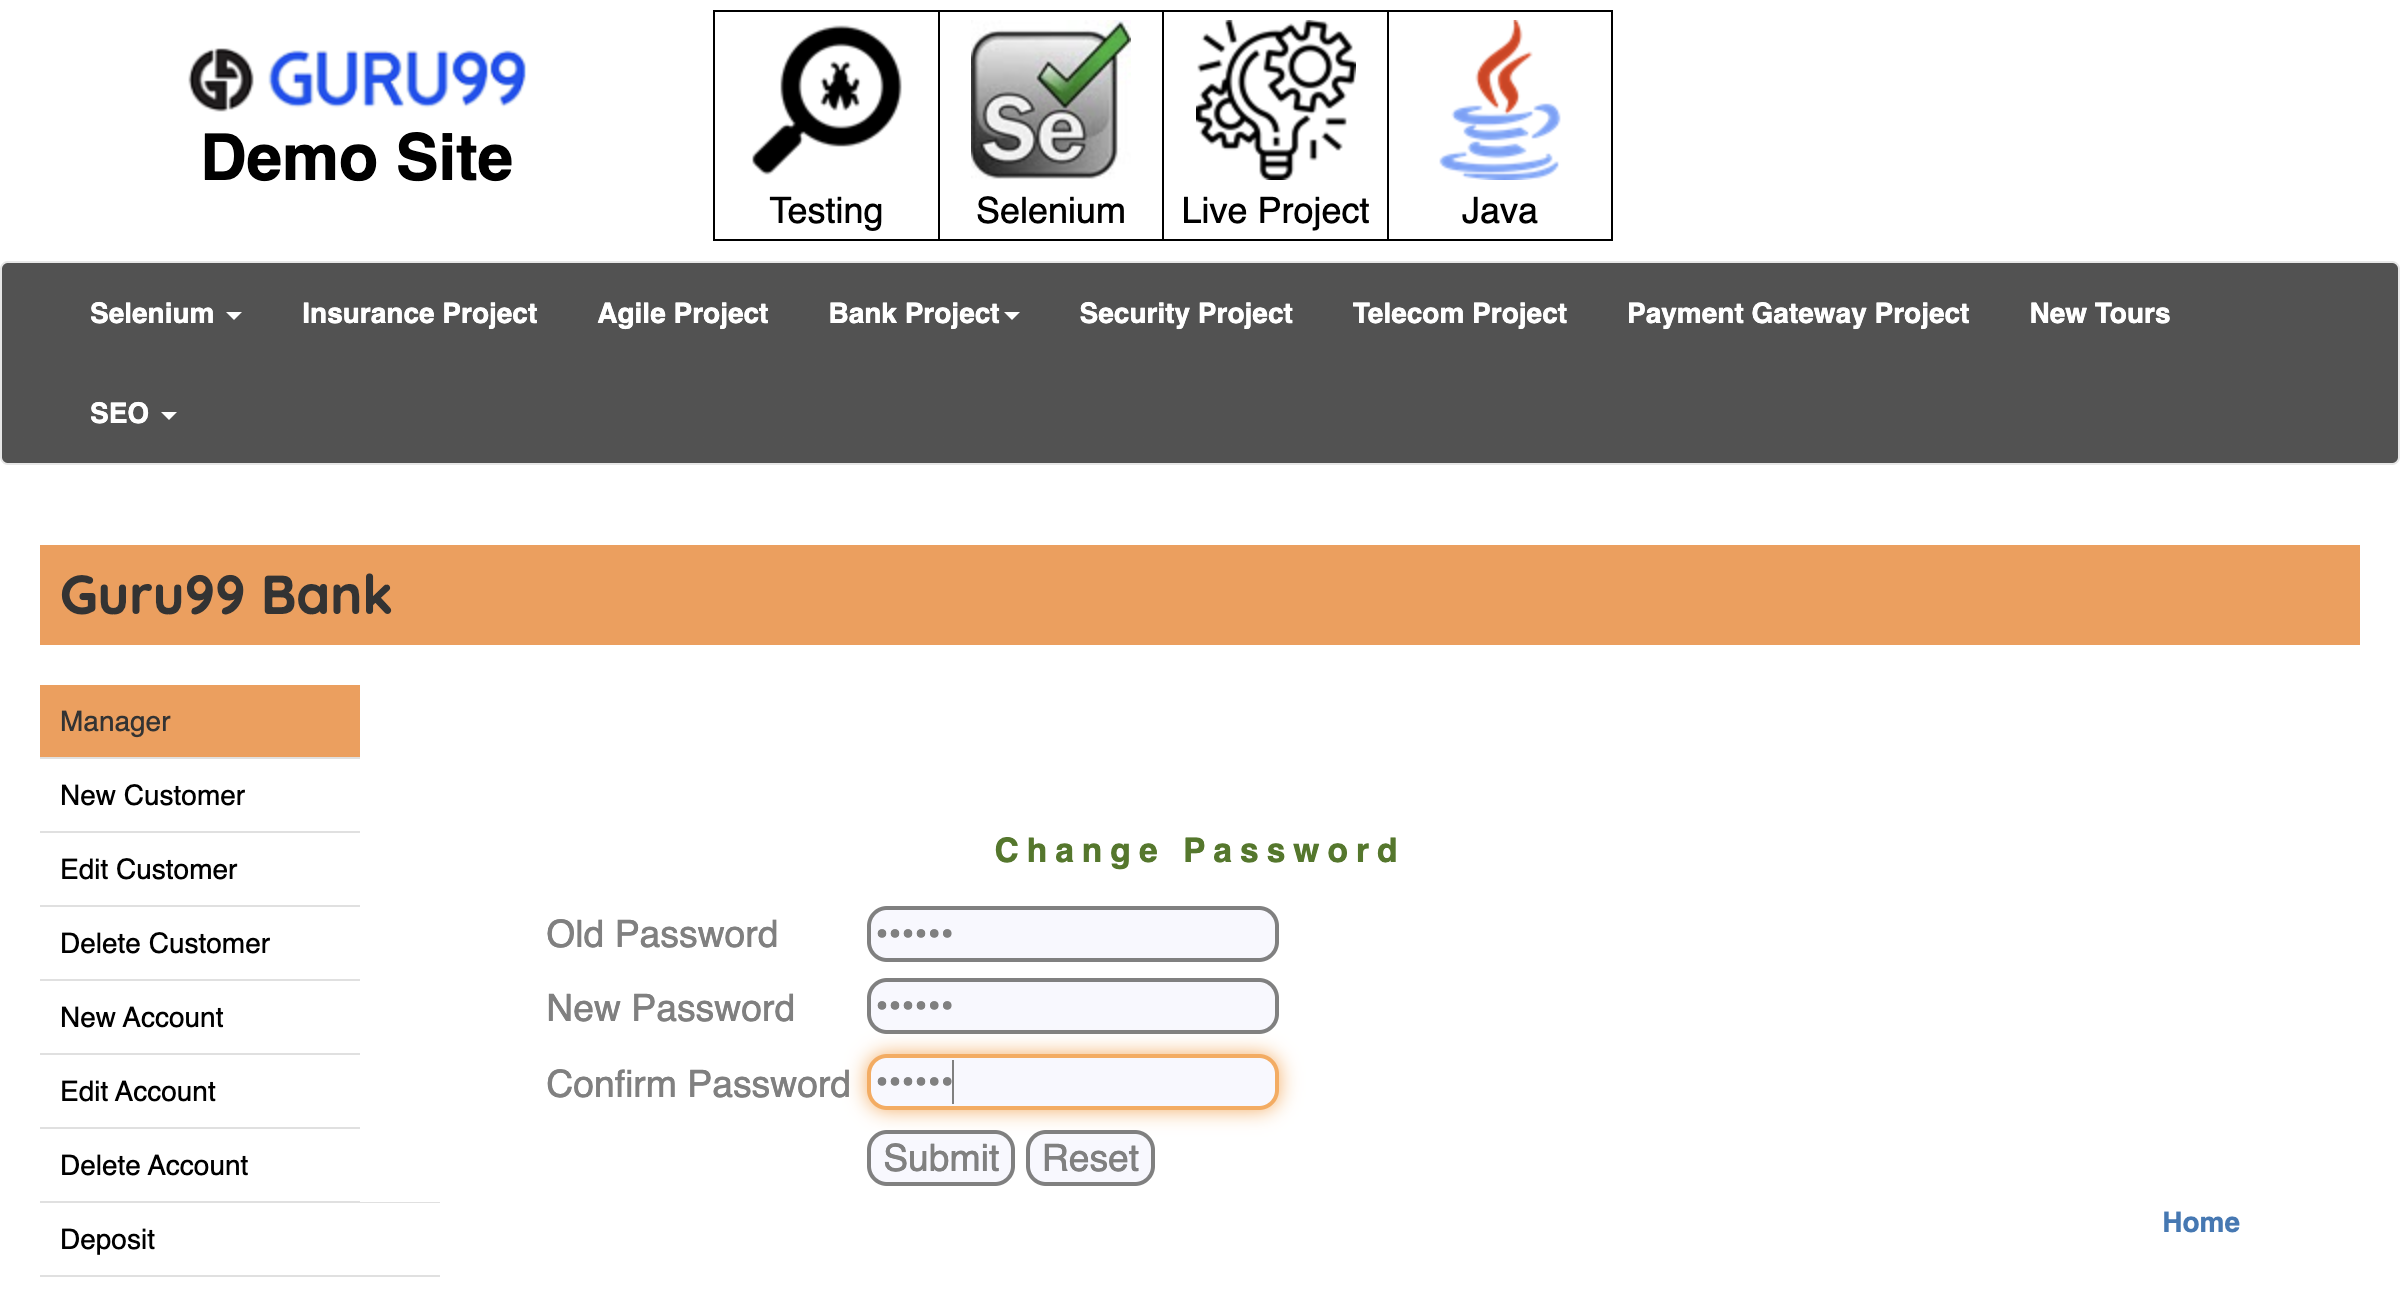 GURU99
Demo Site
Se
Testing
Selenium
Live Project
Java
Selenium
Insurance Project
Agile Project
Bank Project
Security Project
Telecom Project
Payment Gateway Project
New Tours
SEO
Guru99 Bank
Manager
New Customer
Edit Customer
Delete Customer
New Account
Edit Account
Delete Account
Deposit
Change Password
Old Password ••••••
New Password ••••••
Confirm Password ••••••
Submit Reset
Home